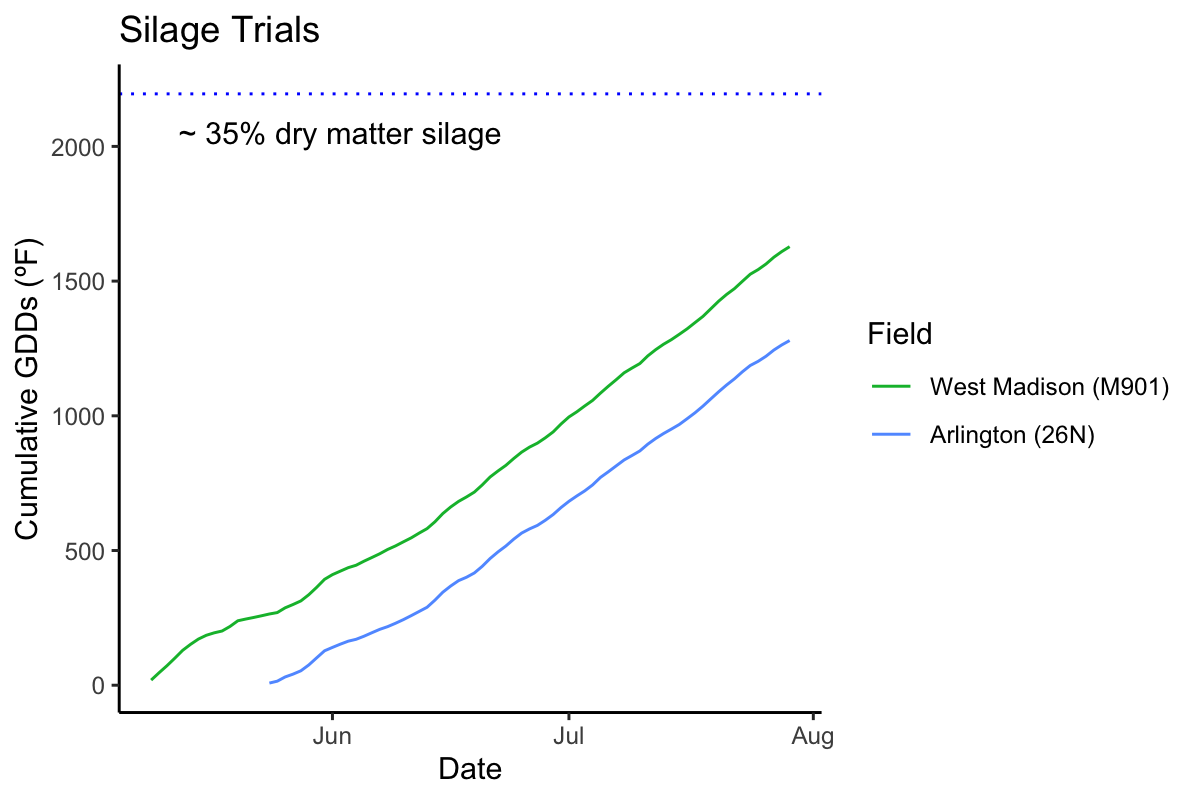 Silage Trials
~ 35% dry matter silage
2000
1500
1000
500
0
Cumulative GDDs (ºF)
Jun Jul Aug
Date
Field
West Madison (M901)
Arlington (26N)